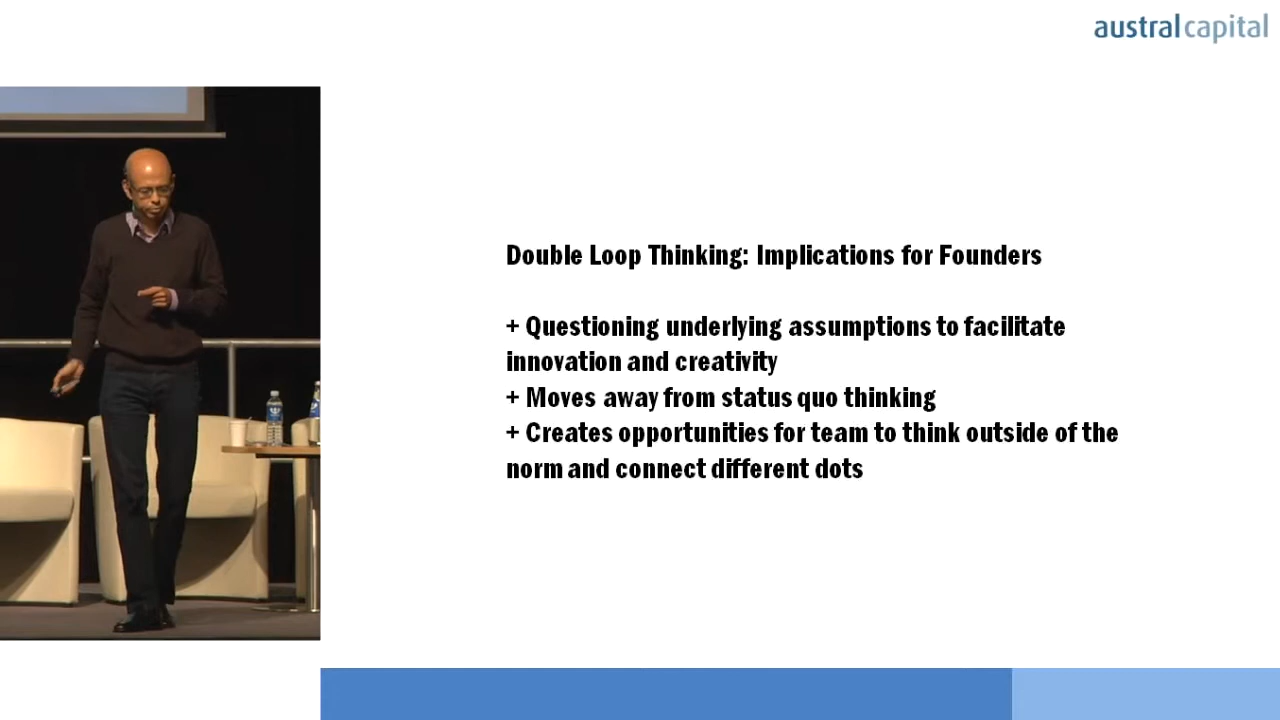 australcapital
Double Loop Thinking: Implications for Founders
+ Questioning underlying assumptions to facilitate
innovation and creativity
+ Moves away from status quo thinking
+ Creates opportunities for team to think outside of the
norm and connect different dots